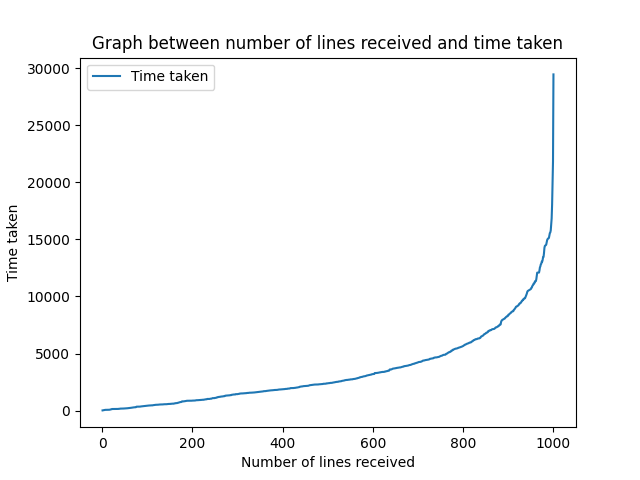 Graph between number of lines received and time taken
Time taken
30000
25000
20000
15000
10000
5000
0
Time taken
0 200 400 600 800 1000
Number of lines received